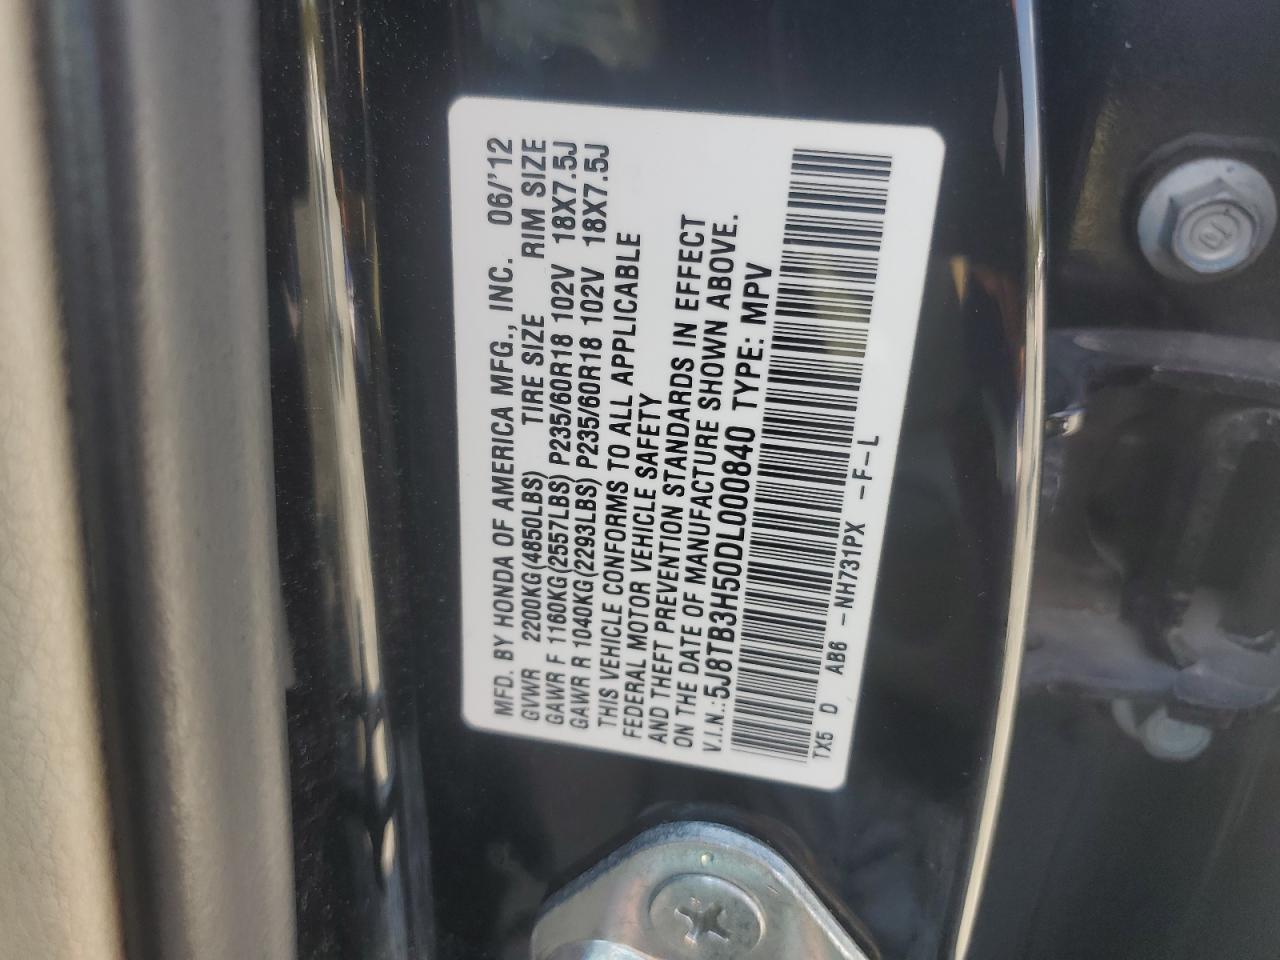 MFD. BY HONDA OF AMERICA MFG., INC. 06/'12
GVWR 2200KG(4850LBS) TIRE SIZE RIM SIZE
GAWR F 1160KG(2557LBS) P235/60R18 102V 18X7.5J
GAWR R 1040KG(2293LBS) P235/60R18 102V 18X7.5J
THIS VEHICLE CONFORMS TO ALL APPLICABLE
FEDERAL MOTOR VEHICLE SAFETY
AND THEFT PREVENTION STANDARDS IN EFFECT
ON THE DATE OF MANUFACTURE SHOWN ABOVE.
V.I.N.:5J8TB3H50DL000840 TYPE: MPV
TX5 D AB6 -NH731PX -F-L
10